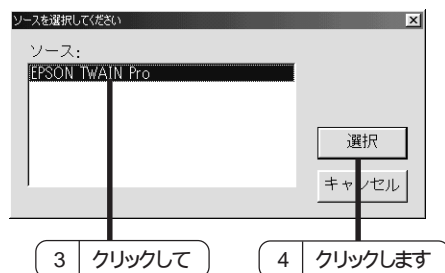 ソースを選択してください
ソース:
EPSON TWAIN Pro
選択
キャンセル
3 クリックして
4 クリックします